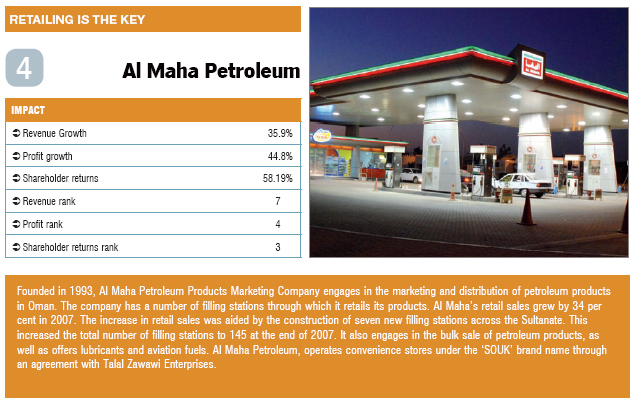 RETAILING IS THE KEY
4
Al Maha Petroleum
IMPACT
➲ Revenue Growth 35.9%
➲ Profit growth 44.8%
➲ Shareholder returns 58.19%
➲ Revenue rank 7
➲ Profit rank 4
➲ Shareholder returns rank 3
Founded in 1993, Al Maha Petroleum Products Marketing Company engages in the marketing and distribution of petroleum products
in Oman. The company has a number of filling stations through which it retails its products. Al Maha's retail sales grew by 34 per
cent in 2007. The increase in retail sales was aided by the construction of seven new filling stations across the Sultanate. This
increased the total number of filling stations to 145 at the end of 2007. It also engages in the bulk sale of petroleum products, as
well as offers lubricants and aviation fuels. Al Maha Petroleum, operates convenience stores under the 'SOUK' brand name through
an agreement with Talal Zawawi Enterprises.